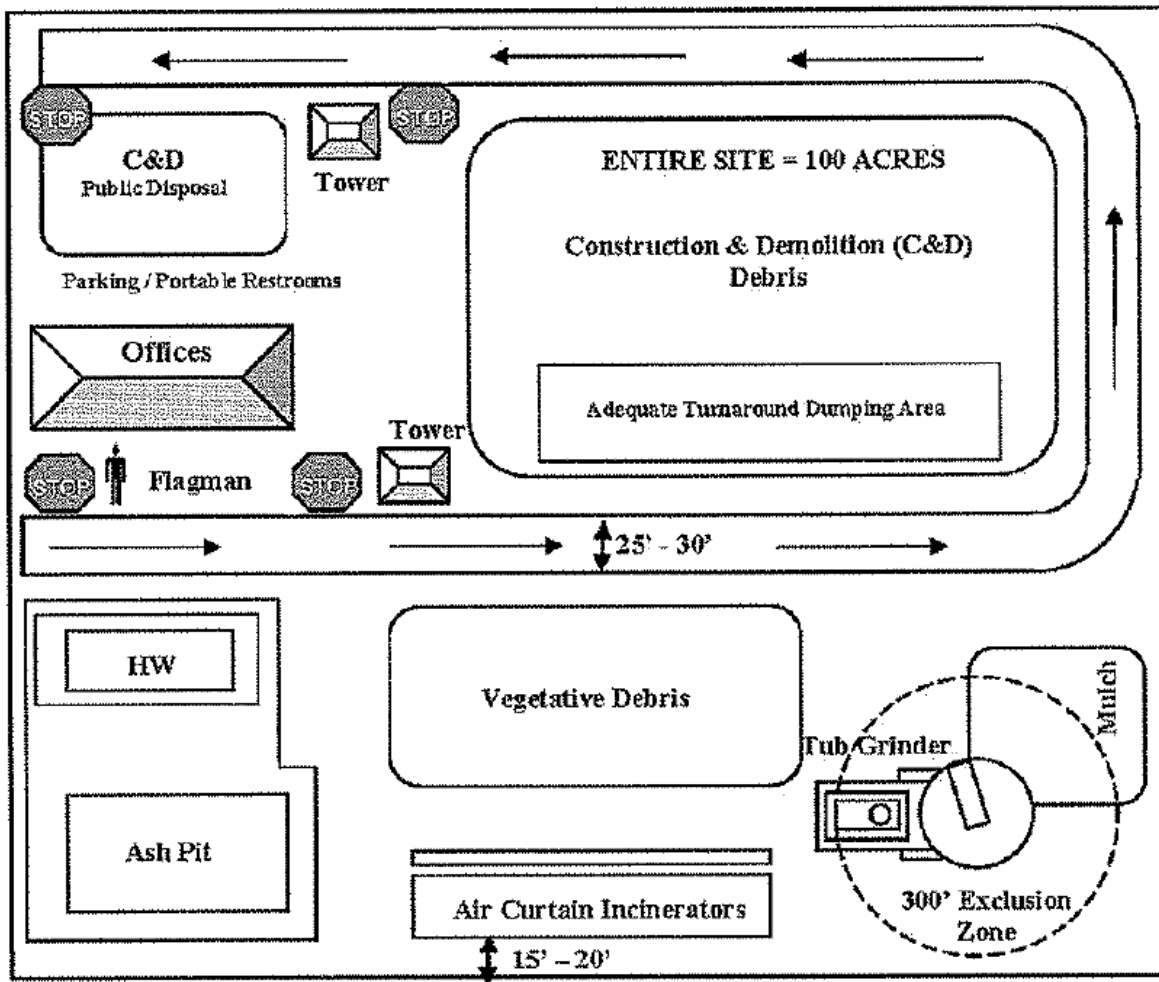 STOP
STOP
C&D
Public Disposal
Tower
ENTIRE SITE = 100 ACRES
Construction & Demolition (C&D)
Debris
Parking / Portable Restrooms
Offices
Adequate Turnaround Dumping Area
Tower
STOP
Flagman
STOP
25' - 30'
HW
Vegetative Debris
Mulch
Tub Grinder
Ash Pit
Air Curtain Incinerators
300' Exclusion
Zone
15' - 20'